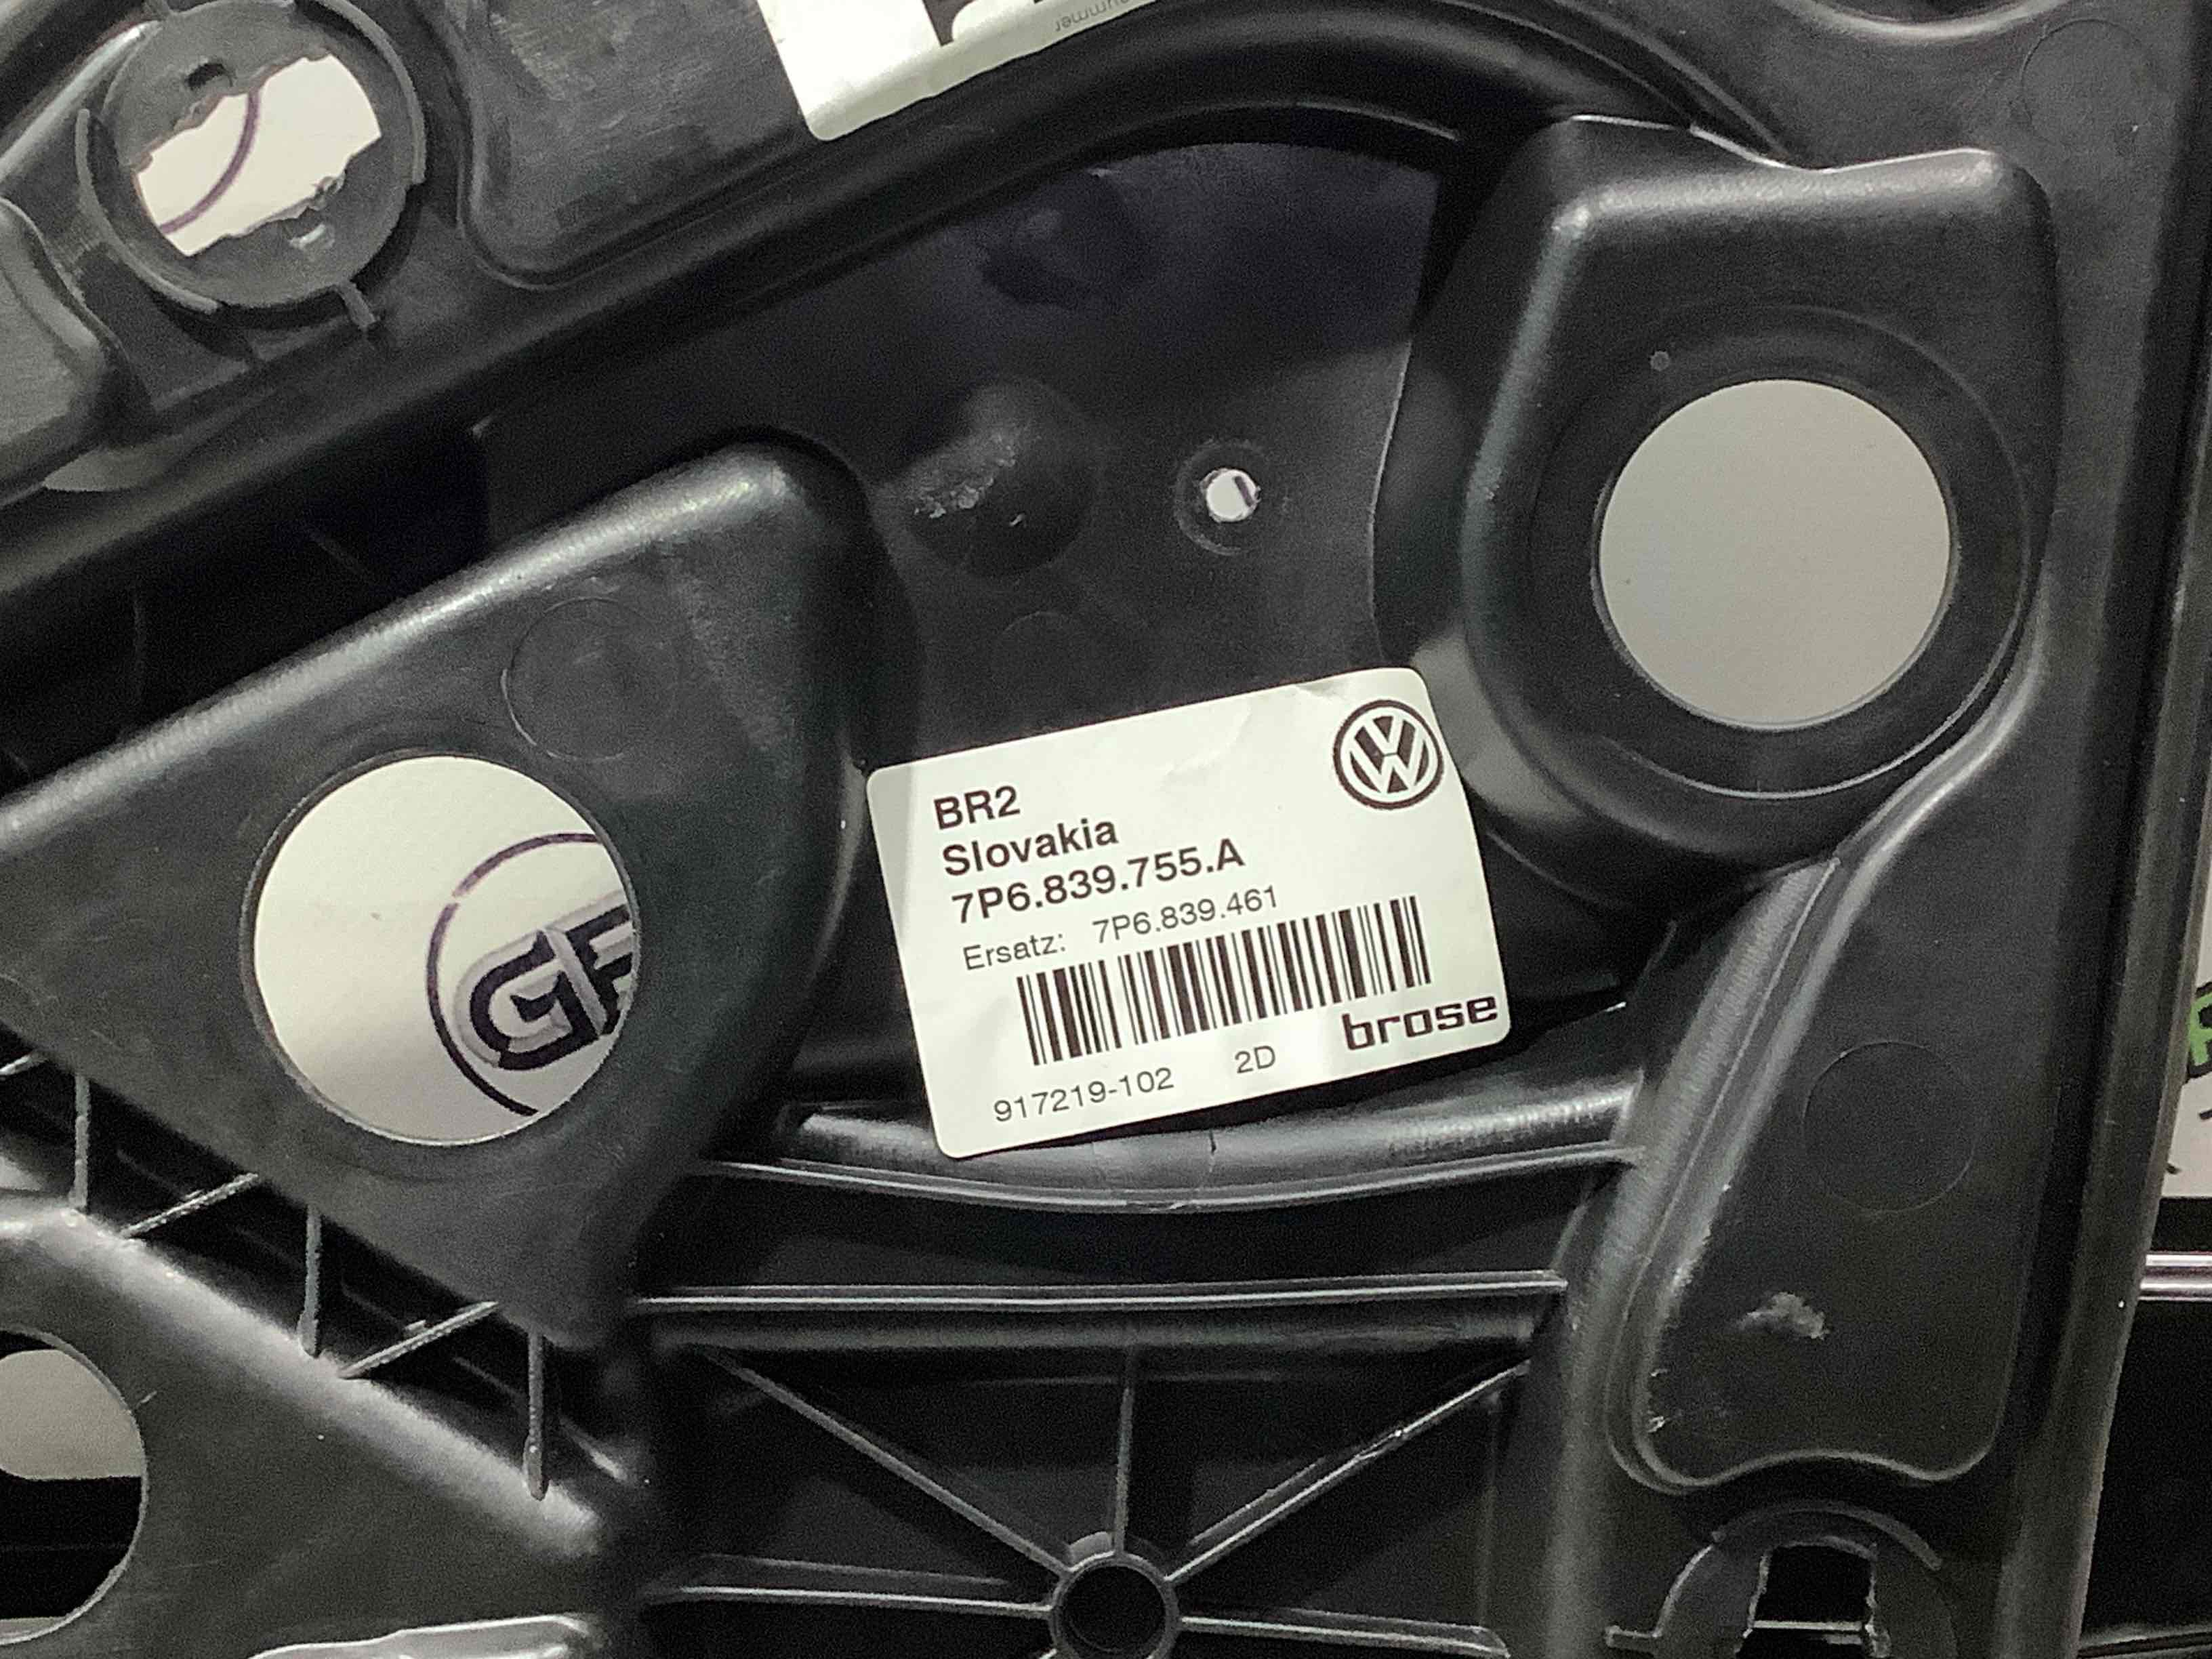 BR2
Slovakia
7P6.839.755.A
Ersatz: 7P6.839.461
brose
917219-102 2D